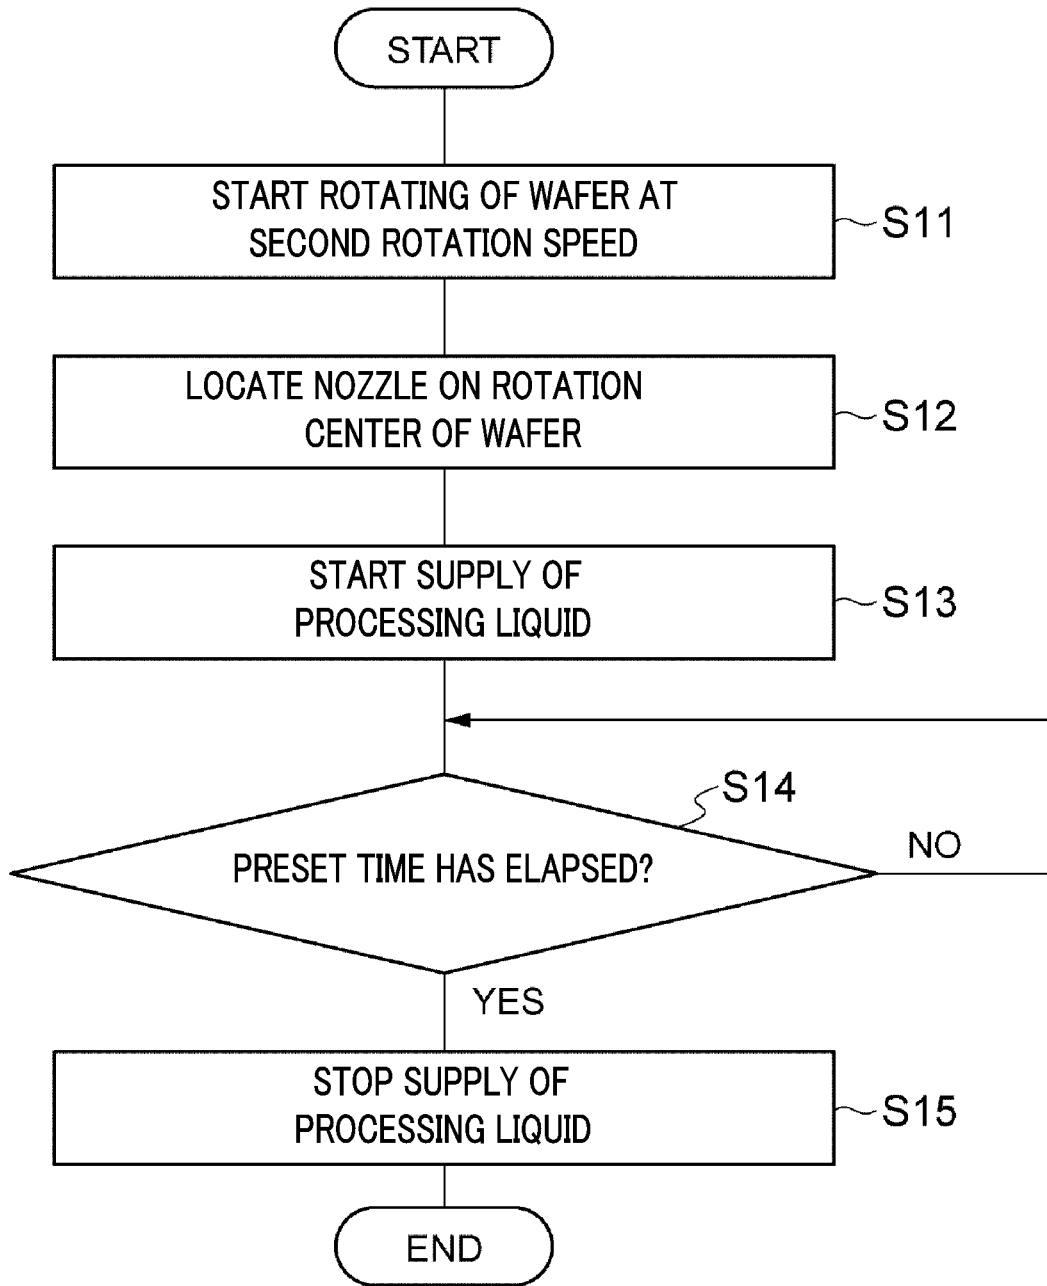 START
START ROTATING OF WAFER AT
SECOND ROTATION SPEED
S11
LOCATE NOZZLE ON ROTATION
CENTER OF WAFER
S12
START SUPPLY OF
PROCESSING LIQUID
S13
S14
PRESET TIME HAS ELAPSED?
NO
YES
STOP SUPPLY OF
PROCESSING LIQUID
S15
END